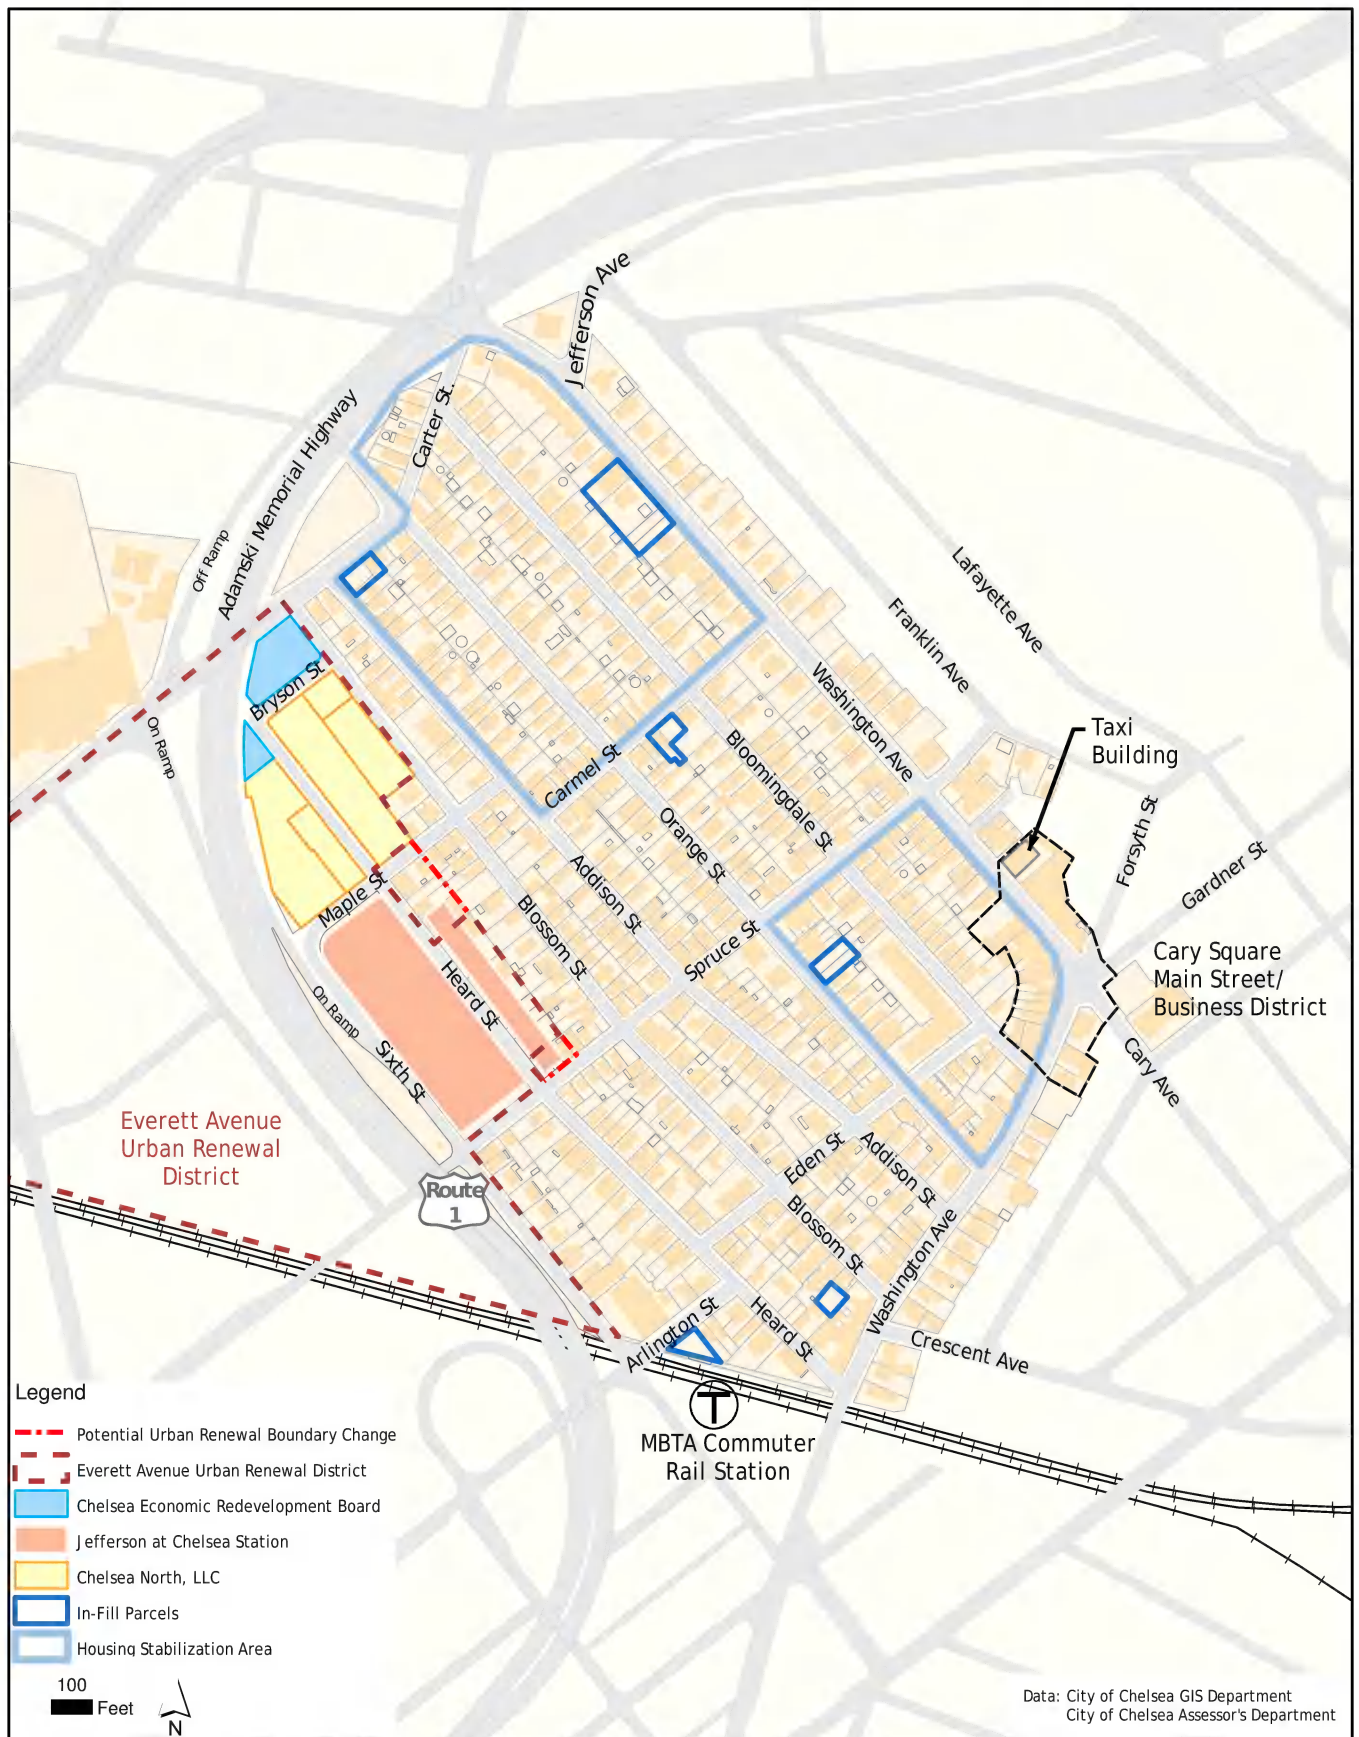 Jefferson Ave
Carter St.
Adamski Memorial Highway
Off Ramp
Lafayette Ave
Franklin Ave
Bryson St
On Ramp
Washington Ave
Taxi
Building
Carmel St
Bloomingdale St
Orange St
Forsyth St
Gardner St
Addison St
Maple St
Blossom St
Spruce St
Cary Square
Main Street/
Business District
Heard St
On Ramp
Sixth St
Cary Ave
Everett Avenue
Urban Renewal
District
Eden St
Addison St
Route
1
Blossom St
Washington Ave
Arlington St
Heard St
Crescent Ave
T
MBTA Commuter
Rail Station
Legend
Potential Urban Renewal Boundary Change
Everett Avenue Urban Renewal District
Chelsea Economic Redevelopment Board
Jefferson at Chelsea Station
Chelsea North, LLC
In-Fill Parcels
Housing Stabilization Area
100
Feet
N
Data: City of Chelsea GIS Department
City of Chelsea Assessor's Department